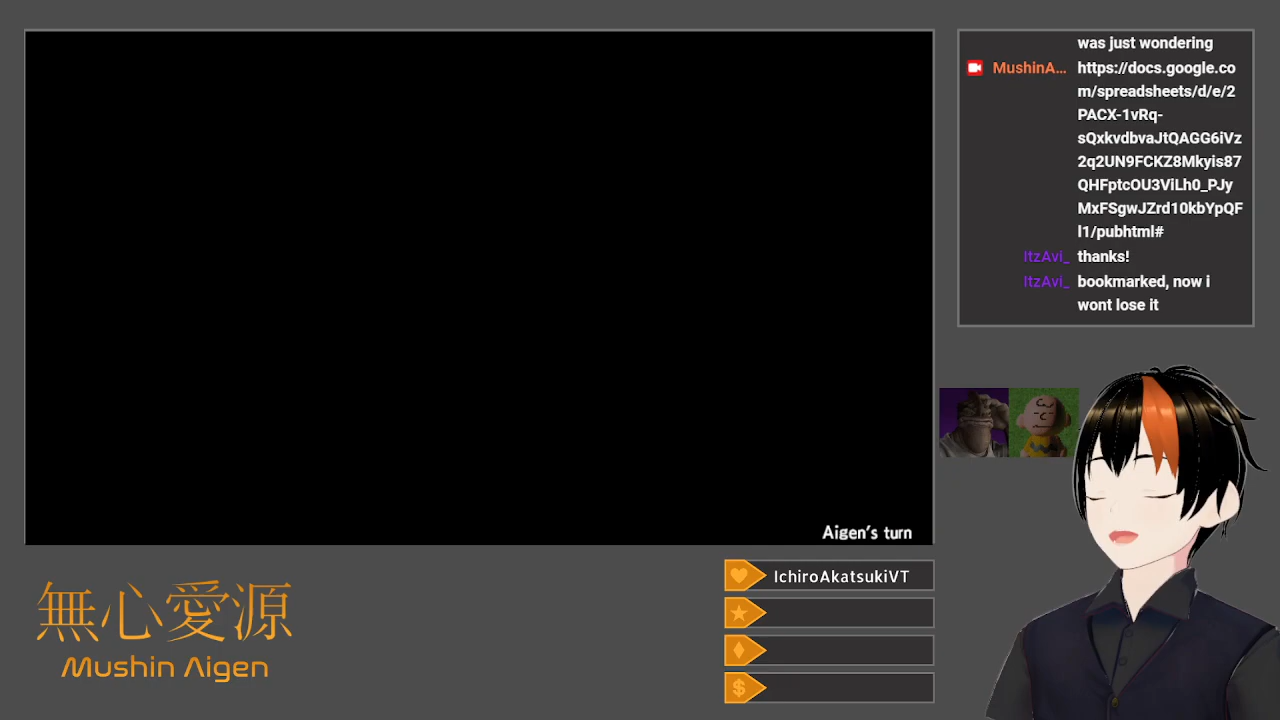 was just wondering
MushinA... https://docs.google.co
m/spreadsheets/d/e/2
PACX-1vRq-
sQxkvdbvaJtQAGG6iVz
2q2UN9FCKZ8Mkyis87
QHFptcOU3ViLh0_PJy
MxFSgwJZrd10kbYpQF
l1/pubhtml#
ItzAvi_ thanks!
ItzAvi_ bookmarked, now i
wont lose it
Aigen's turn
IchiroAkatsukiVT
無心愛源
Mushin Aigen